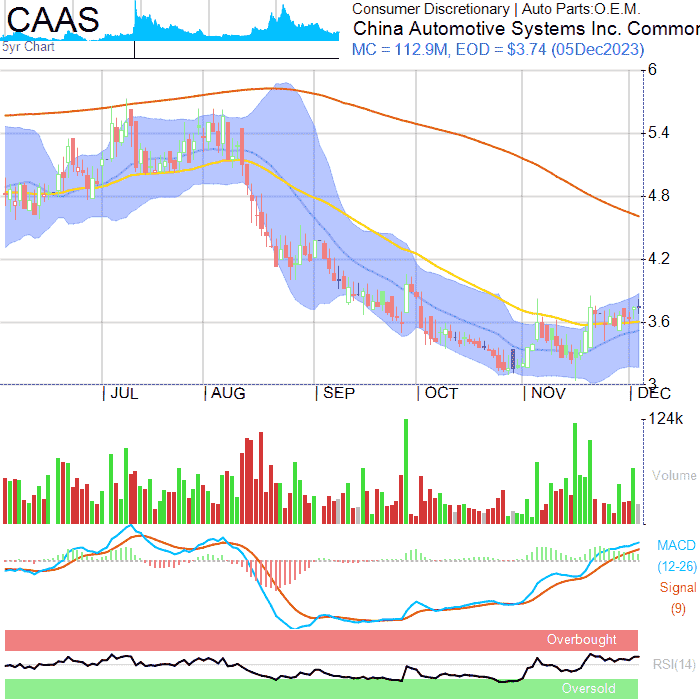 CAAS
5yr Chart
Consumer Discretionary | Auto Parts:O.E.M.
China Automotive Systems Inc. Common
MC = 112.9M, EOD = $3.74 (05Dec2023)
6
5.4
4.8
4.2
3.6
3
| JUL | AUG | SEP | OCT | NOV | DEC
124k
Volume
MACD
(12-26)
Signal
(9)
Overbought
RSI(14)
Oversold